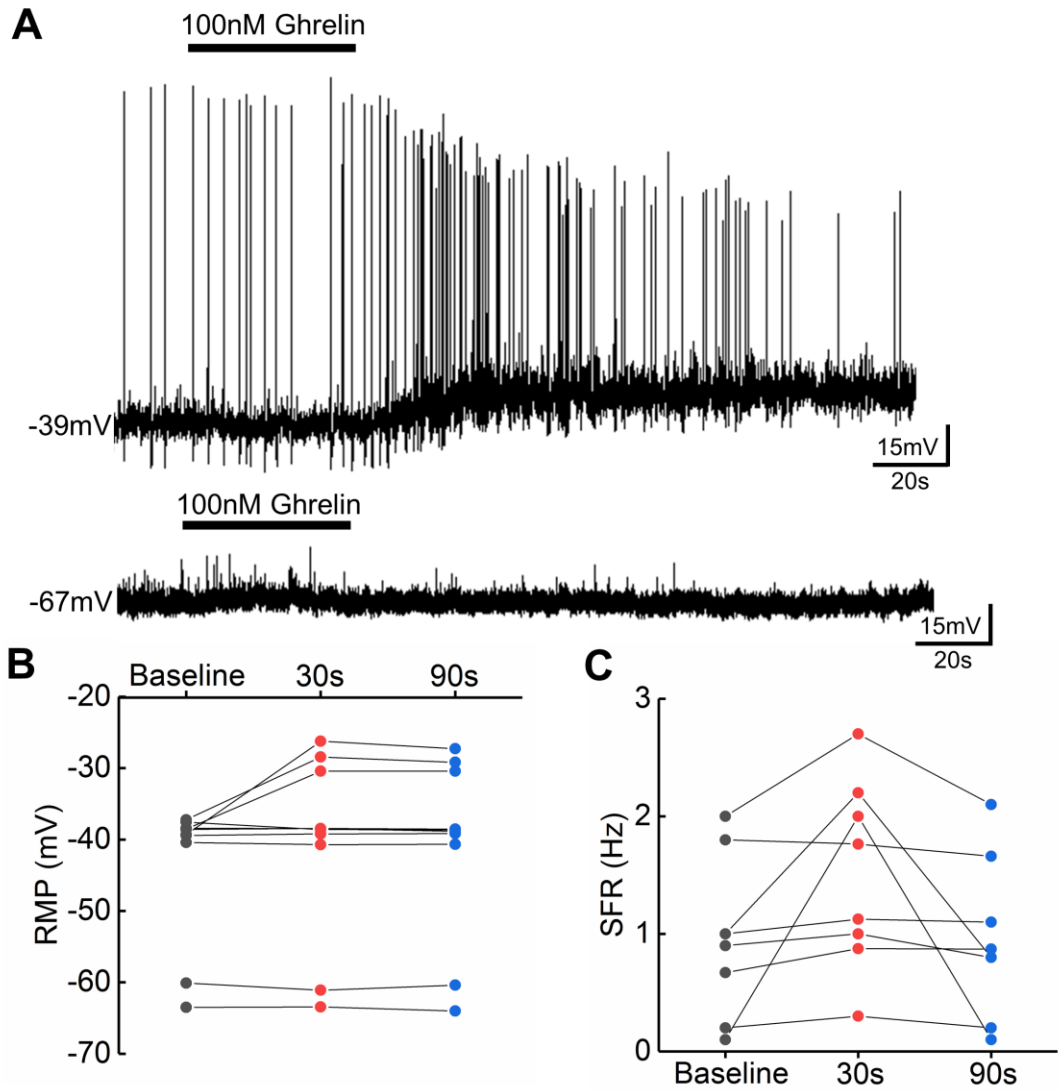 A
100nM Ghrelin
-39mV
15mV
20s
100nM Ghrelin
-67mV
15mV
20s
B
Baseline 30s 90s
-20
-30
-40
-50
-60
-70
RMP (mV)
C
3
2
1
0
SFR (Hz)
Baseline 30s 90s